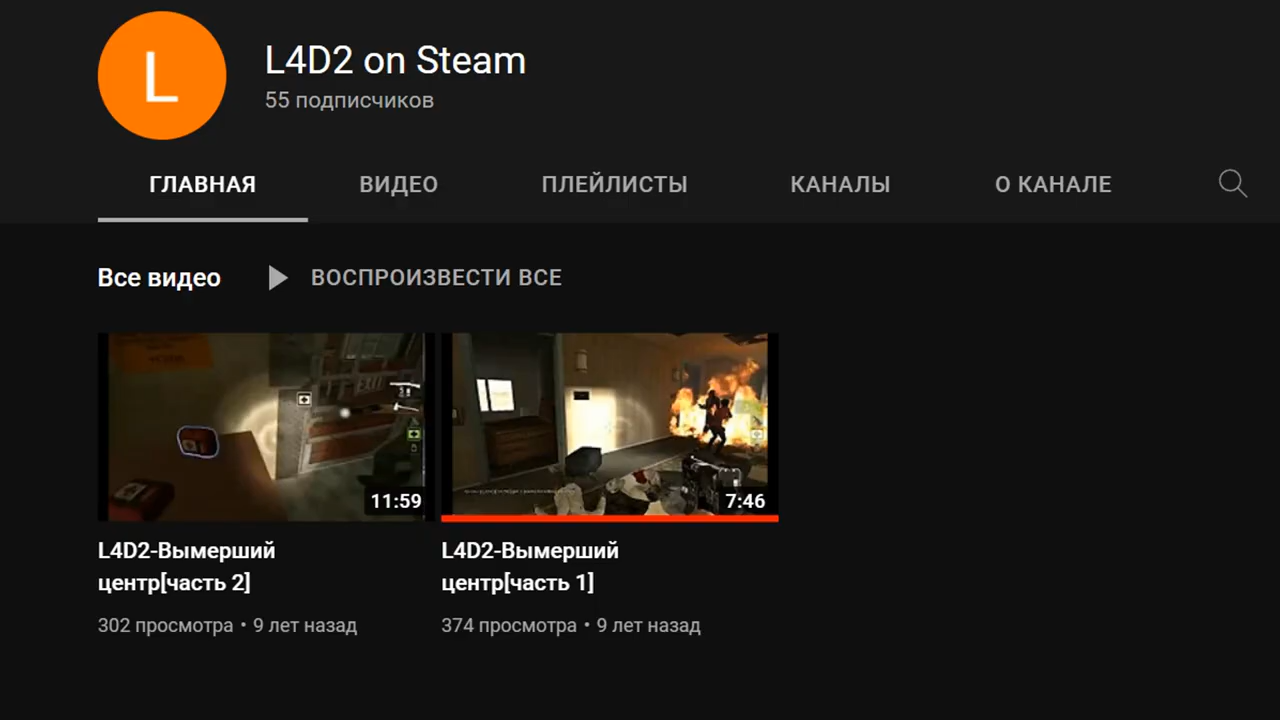 L
L4D2 on Steam
55 подписчиков
ГЛАВНАЯ ВИДЕО ПЛЕЙЛИСТЫ КАНАЛЫ О КАНАЛЕ
Все видео ВОСПРОИЗВЕСТИ ВСЕ
11:59 7:46
L4D2-Вымерший
центр[часть 2]
302 просмотра • 9 лет назад
L4D2-Вымерший
центр[часть 1]
374 просмотра • 9 лет назад